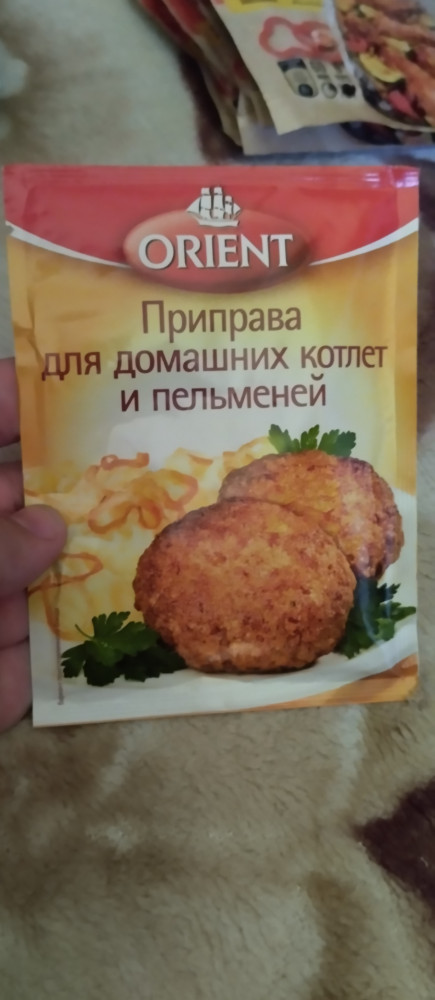 ORIENT
Приправа
для домашних котлет
и пельменей